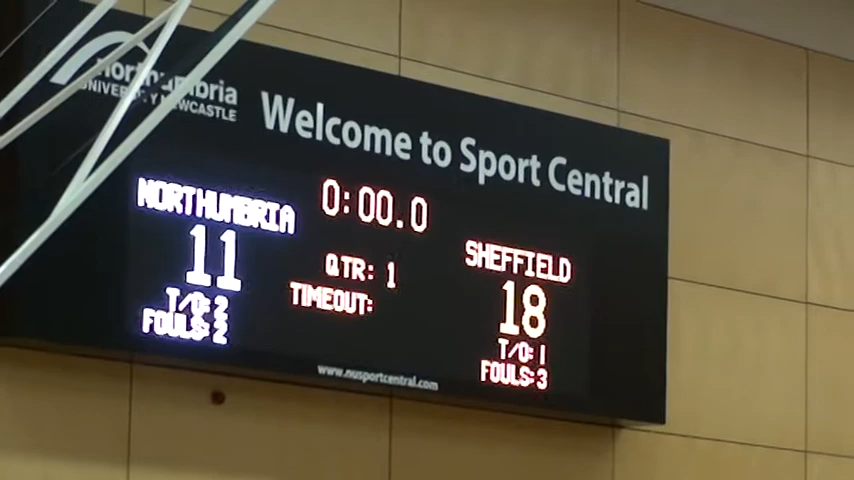 northumbria
UNIVERSITY NEWCASTLE
Welcome to Sport Central
NORTHUMBRIA
11
T/O: 2
FOULS: 2
0:00.0
QTR: 1
TIMEOUT:
SHEFFIELD
18
T/O: 1
FOULS: 3
www.nusportcentral.com